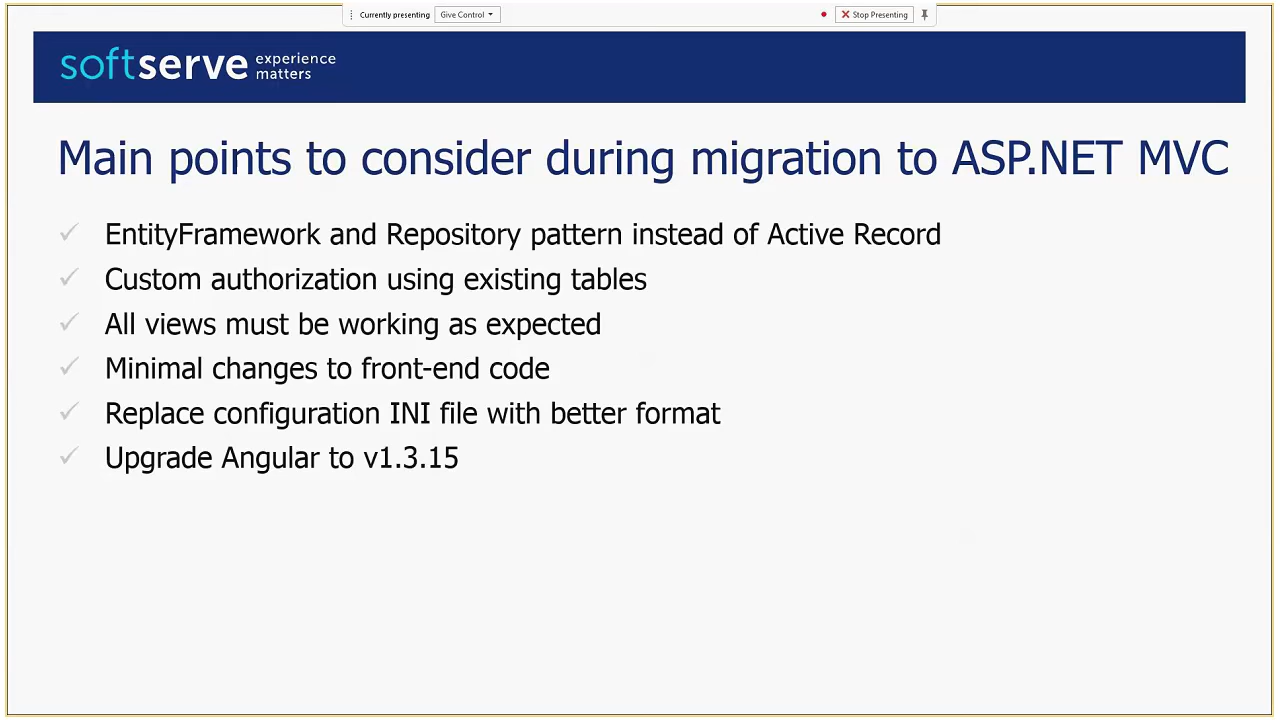 Currently presenting Give Control Stop Presenting
softserve experience matters
Main points to consider during migration to ASP.NET MVC
EntityFramework and Repository pattern instead of Active Record
Custom authorization using existing tables
All views must be working as expected
Minimal changes to front-end code
Replace configuration INI file with better format
Upgrade Angular to v1.3.15